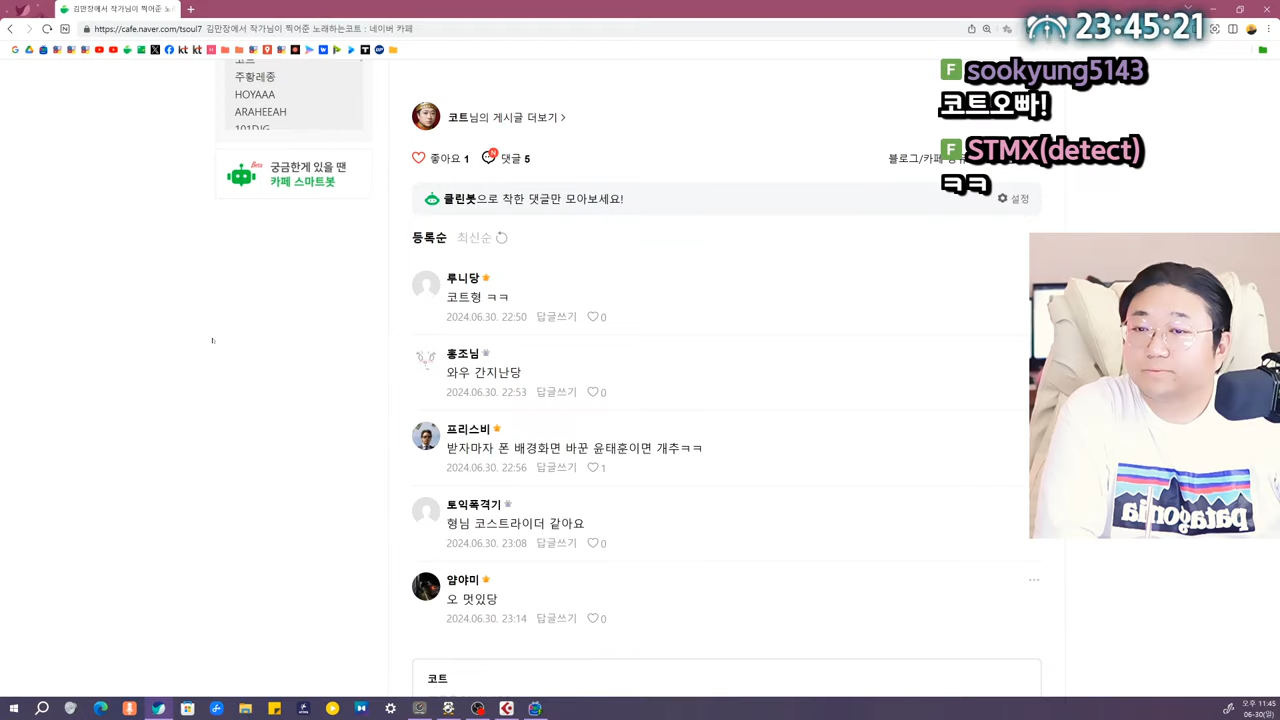 김만장에서 작가님이 찍어준 노
23:45:21
https://cafe.naver.com/tsoul7 김만장에서 작가님이 찍어준 노래하는코트 : 네이버 카페
코트
주황레종
HOYAAA
ARAHEEAH
101DIG
Beta 궁금한게 있을 땐
카페 스마트봇
F sookyung5143
코트오빠!
F STMX(detect)
ㅋㅋ
코트님의 게시글 더보기 >
좋아요 1 N 댓글 5
블로그/카페
클린봇으로 착한 댓글만 모아보세요!
설정
등록순 최신순
루니당
코트형 ㅋㅋ
2024.06.30. 22:50 답글쓰기 0
홍조님
와우 간지난당
2024.06.30. 22:53 답글쓰기 0
프리스비
받자마자 폰 배경화면 바꾼 윤태훈이면 개추ㅋㅋ
2024.06.30. 22:56 답글쓰기 1
토익폭격기
형님 코스트라이더 같아요
2024.06.30. 23:08 답글쓰기 0
얌야미
오 멋있당
2024.06.30. 23:14 답글쓰기 0
코트
patagonia
오후 11:45
06-30(일)